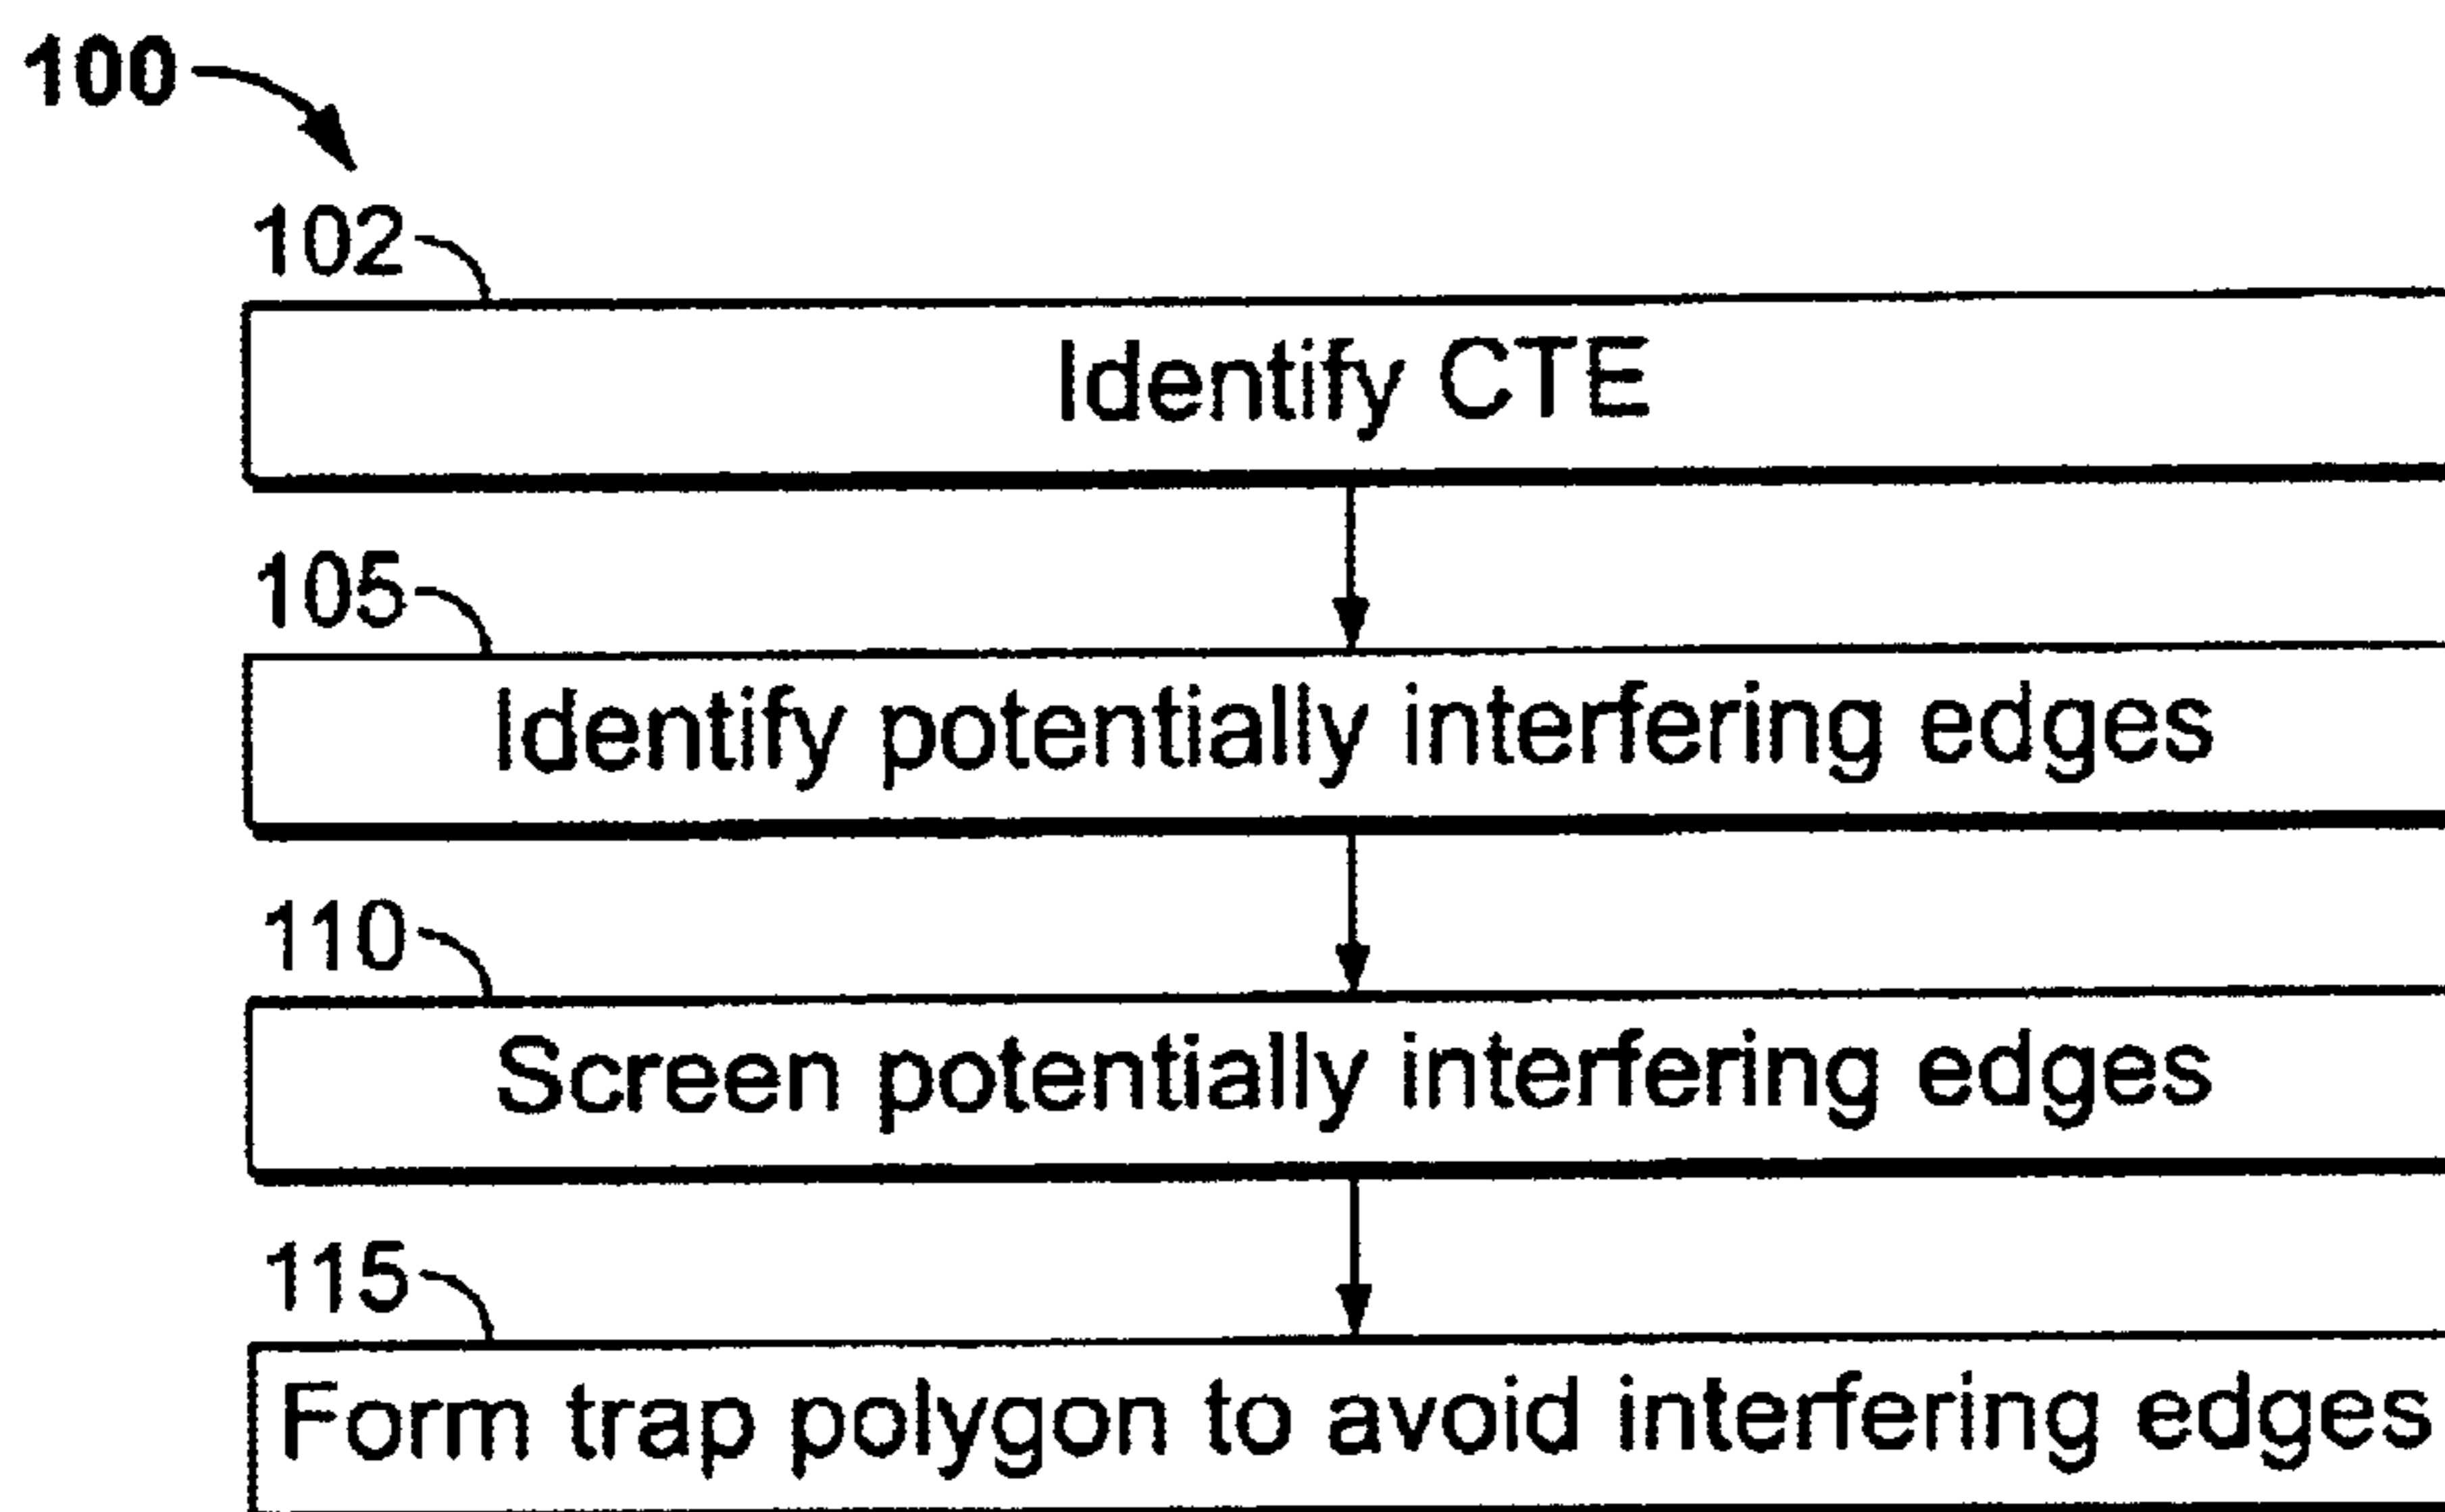 100
102
Identify CTE
105
Identify potentially interfering edges
110
Screen potentially interfering edges
115
Form trap polygon to avoid interfering edges